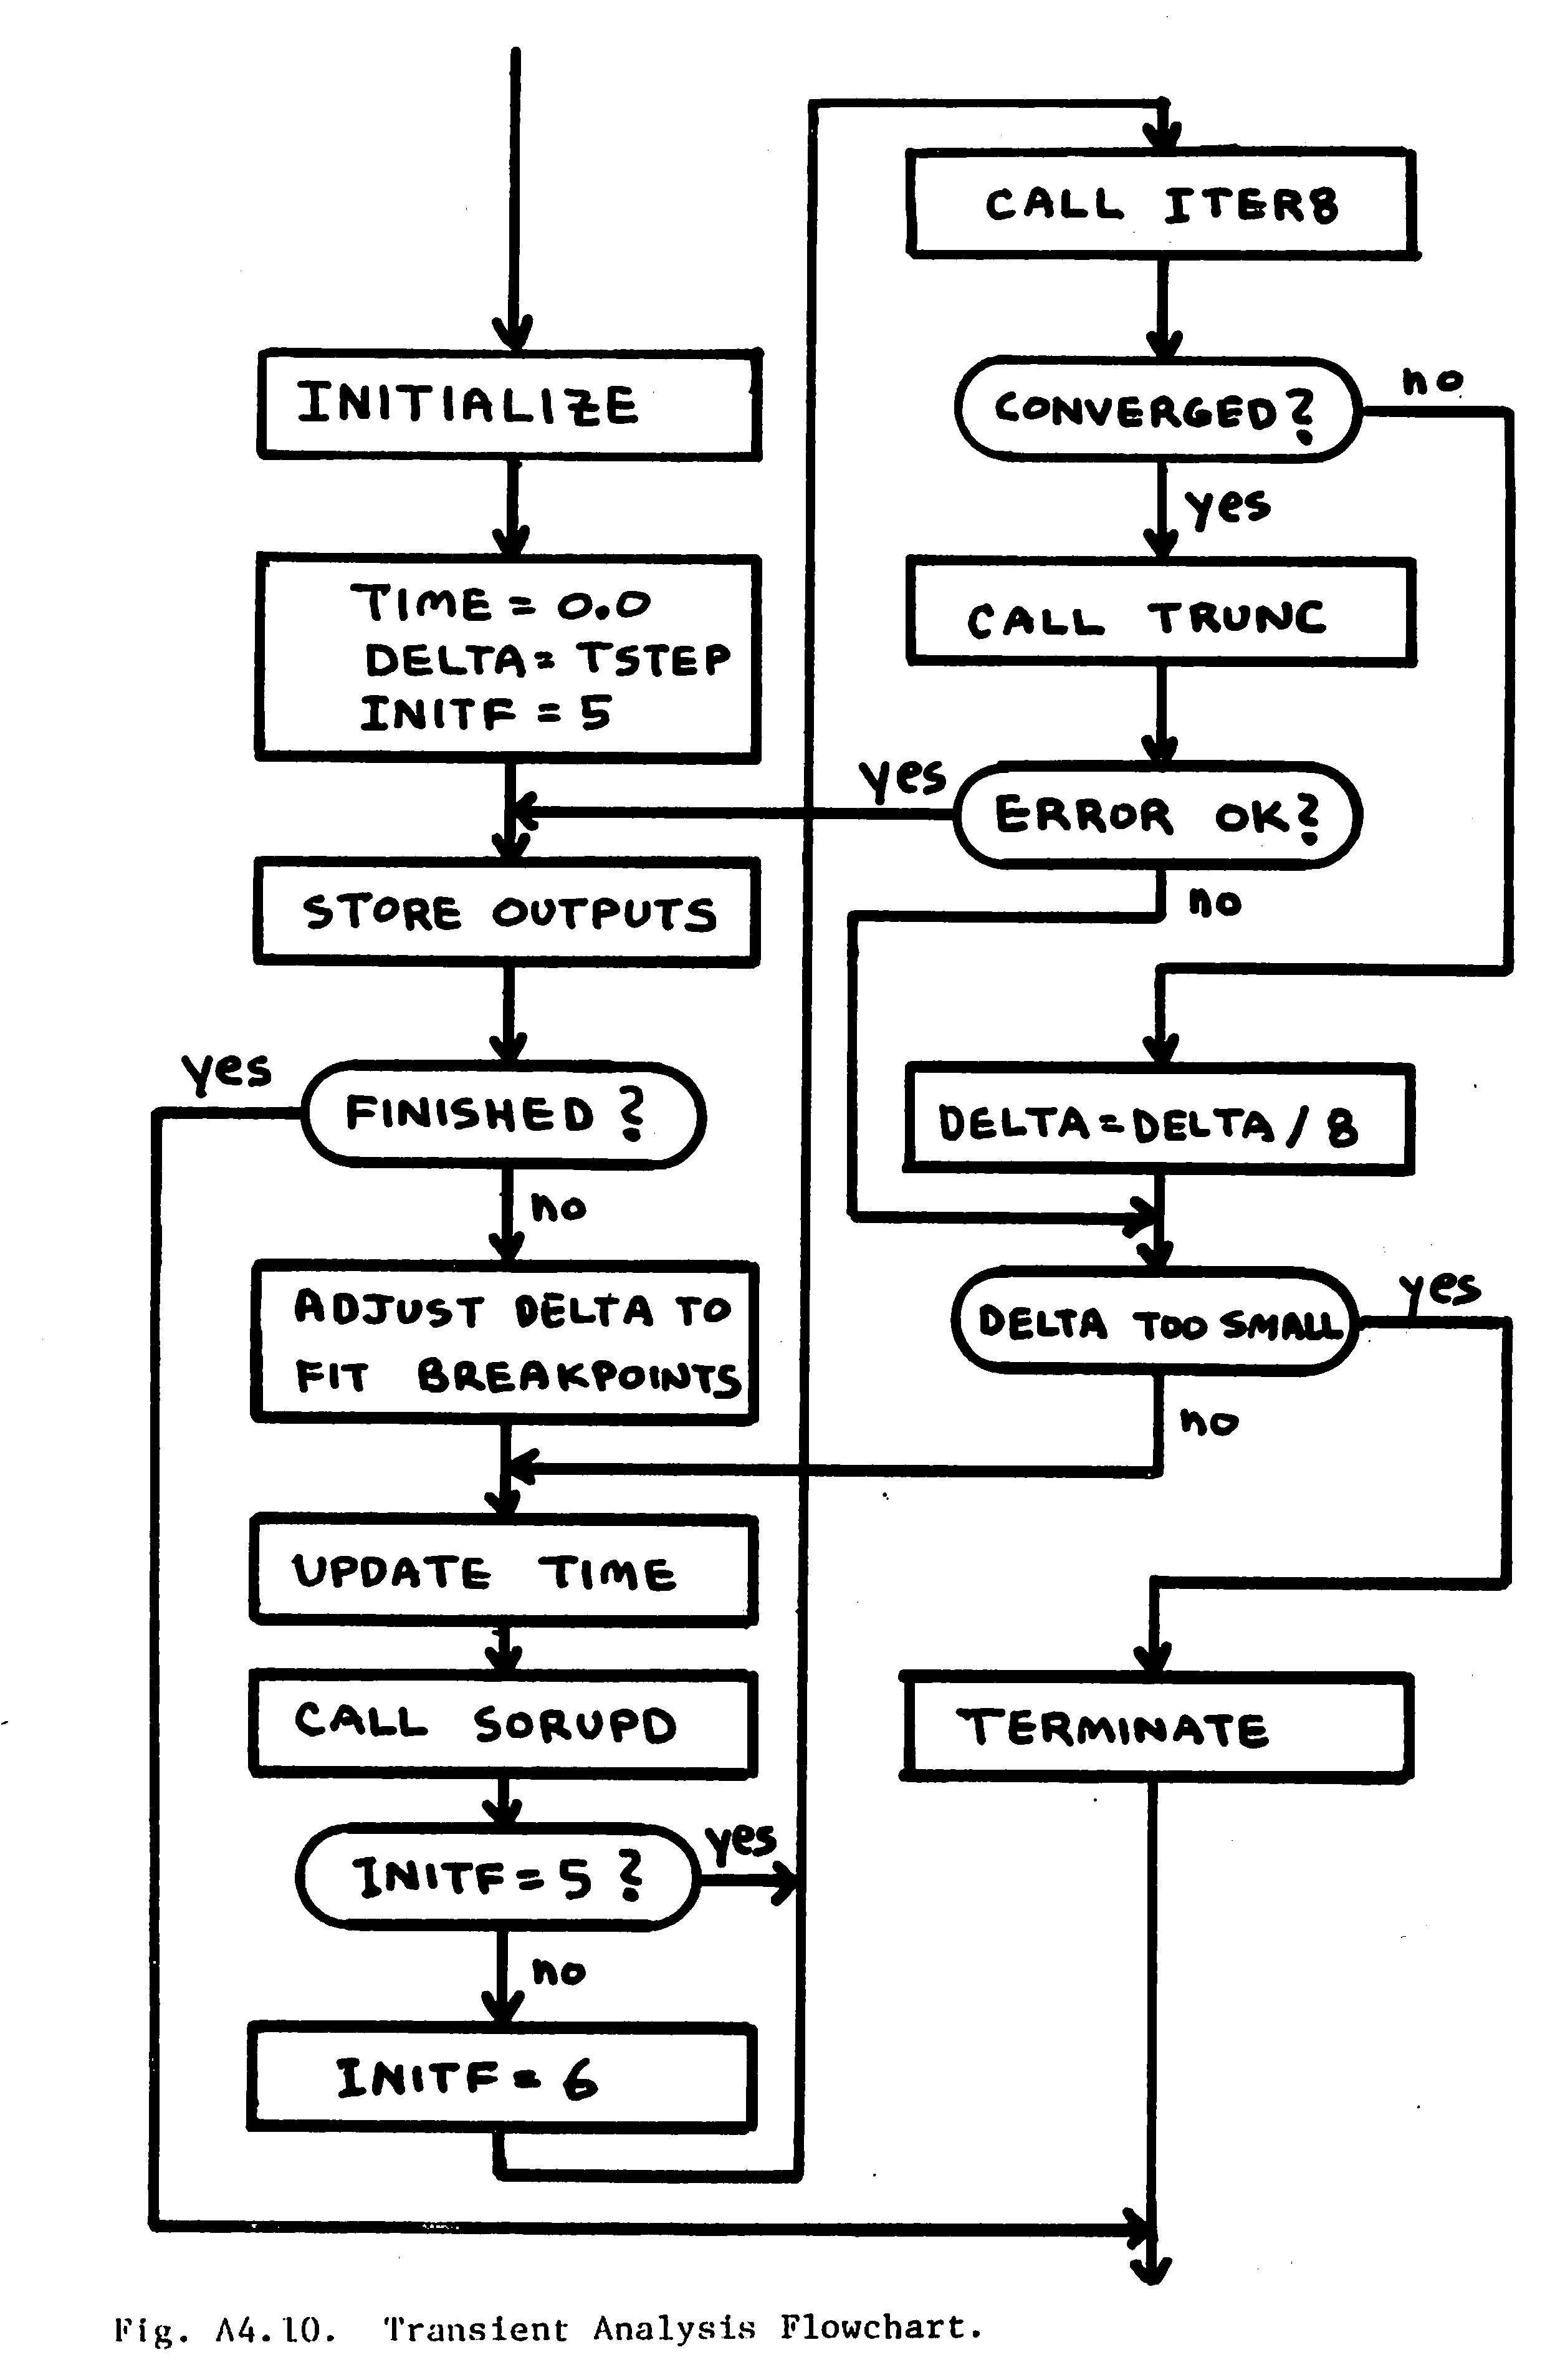 INITIALIZE
TIME = 0.0
DELTA = TSTEP
INITF = 5
STORE OUTPUTS
FINISHED ?
yes
no
ADJUST DELTA TO
FIT BREAKPOINTS
UPDATE TIME
CALL SORUPD
INITF = 5 ?
yes
no
INITF = 6
CALL ITER8
CONVERGED ?
no
yes
CALL TRUNC
ERROR OK ?
yes
no
DELTA = DELTA / 8
DELTA TOO SMALL
yes
no
TERMINATE
Fig. A4.10. Transient Analysis Flowchart.